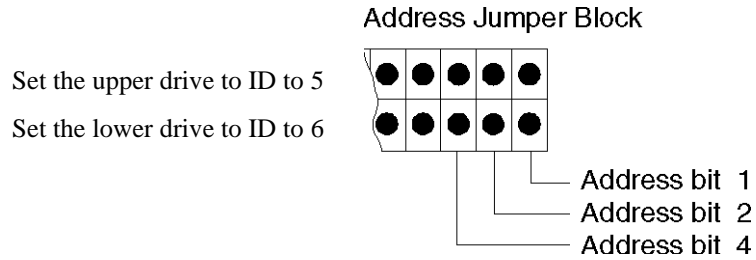 Address Jumper Block
Set the upper drive to ID to 5
Set the lower drive to ID to 6
Address bit 1
Address bit 2
Address bit 4